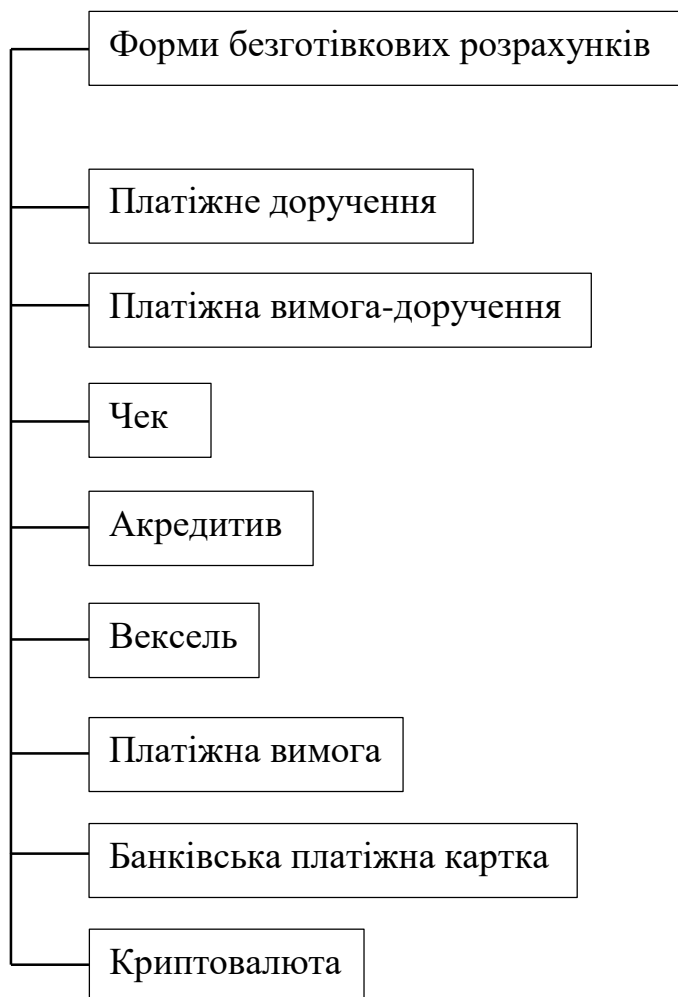 Форми безготівкових розрахунків
Платіжне доручення
Платіжна вимога-доручення
Чек
Акредитив
Вексель
Платіжна вимога
Банківська платіжна картка
Криптовалюта